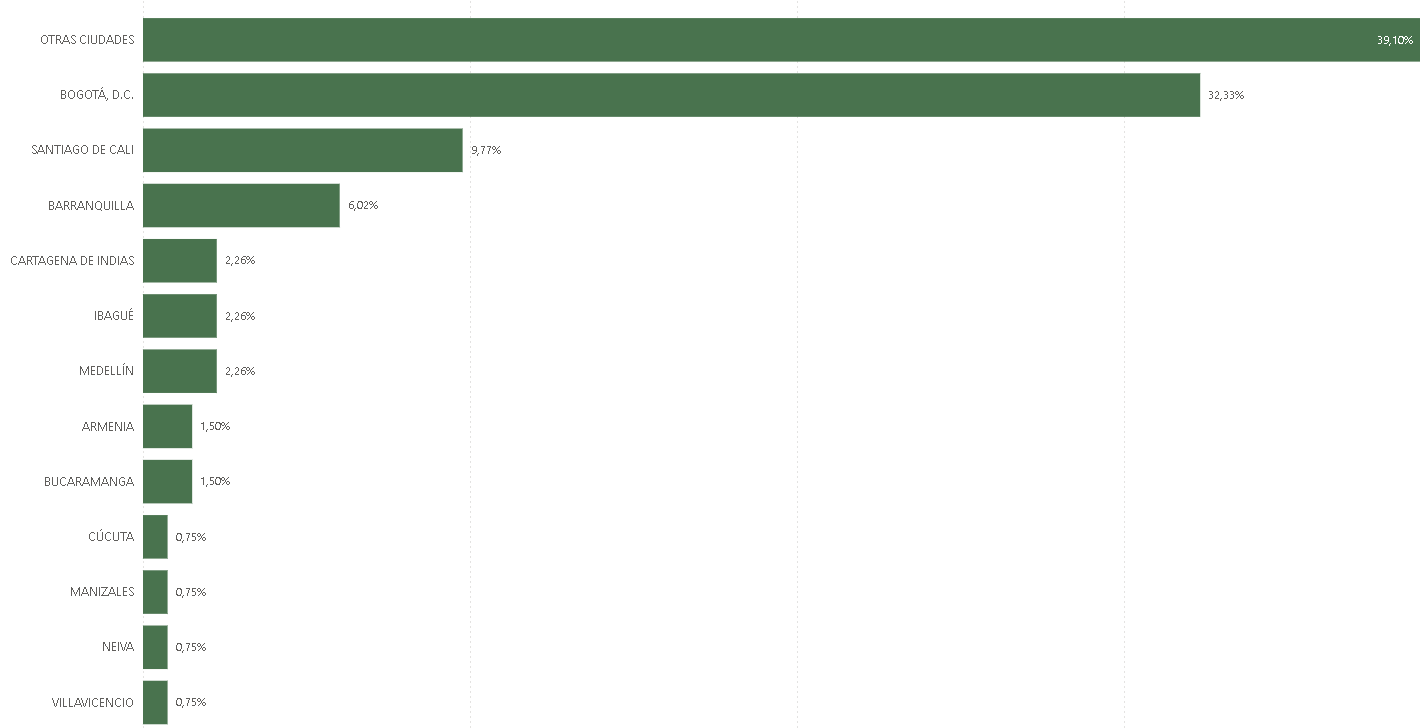 OTRAS CIUDADES 39,10%
BOGOTÁ, D.C. 32,33%
SANTIAGO DE CALI 9,77%
BARRANQUILLA 6,02%
CARTAGENA DE INDIAS 2,26%
IBAGUÉ 2,26%
MEDELLÍN 2,26%
ARMENIA 1,50%
BUCARAMANGA 1,50%
CÚCUTA 0,75%
MANIZALES 0,75%
NEIVA 0,75%
VILLAVICENCIO 0,75%